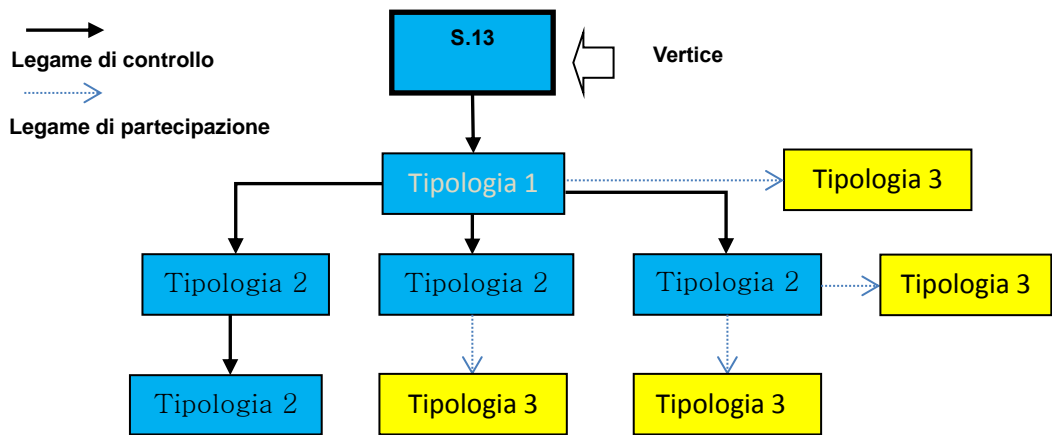 S.13
Vertice
Legame di controllo
Legame di partecipazione
Tipologia 1
Tipologia 3
Tipologia 2
Tipologia 2
Tipologia 2
Tipologia 3
Tipologia 2
Tipologia 3
Tipologia 3